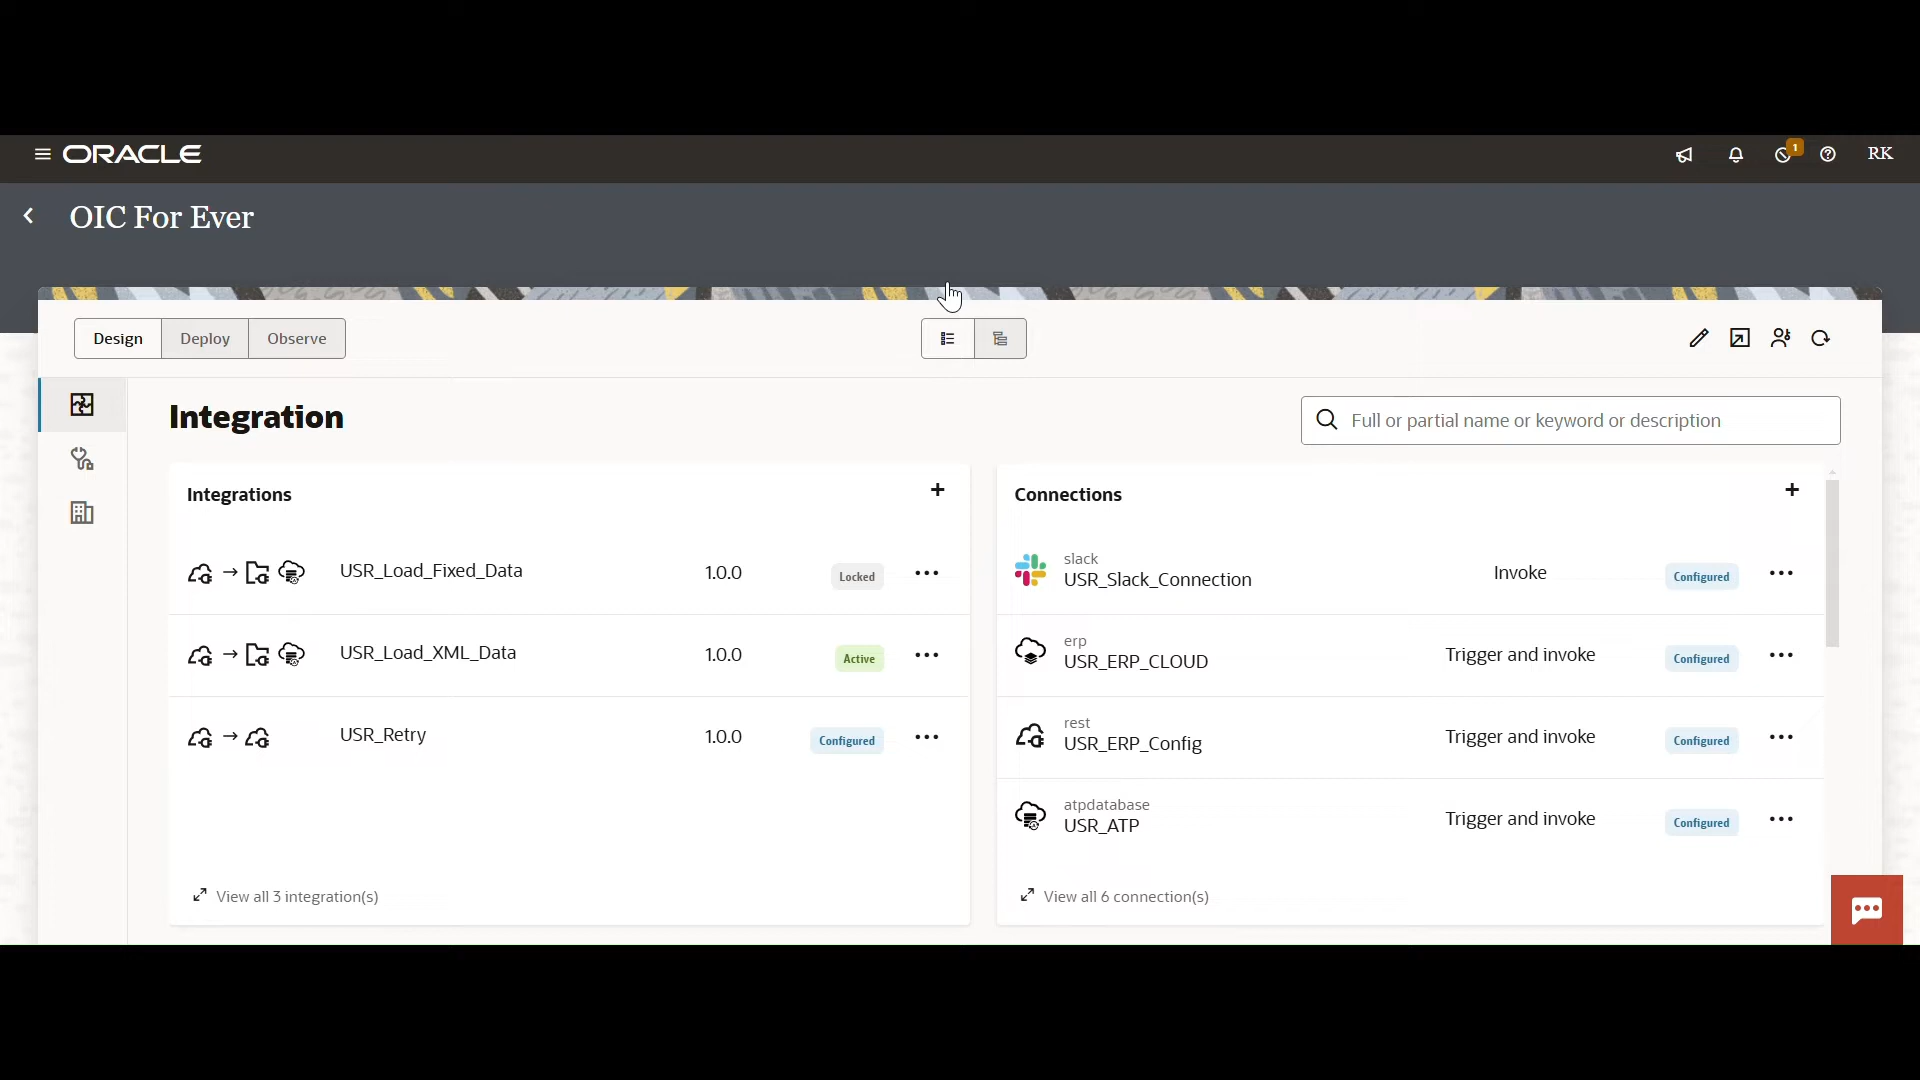 ORACLE
1
RK
OIC For Ever
Design
Deploy
Observe
Integration
Full or partial name or keyword or description
Integrations
USR_Load_Fixed_Data 1.0.0 Locked
USR_Load_XML_Data 1.0.0 Active
USR_Retry 1.0.0 Configured
View all 3 integration(s)
Connections
slack
USR_Slack_Connection Invoke Configured
erp
USR_ERP_CLOUD Trigger and invoke Configured
rest
USR_ERP_Config Trigger and invoke Configured
atpdatabase
USR_ATP Trigger and invoke Configured
View all 6 connection(s)